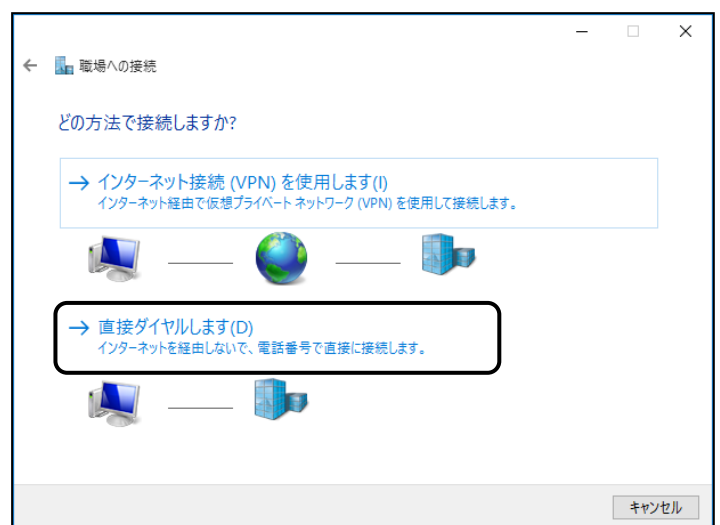 職場への接続
どの方法で接続しますか?
→ インターネット接続 (VPN) を使用します(I)
インターネット経由で仮想プライベート ネットワーク (VPN) を使用して接続します。
→ 直接ダイヤルします(D)
インターネットを経由しないで、電話番号で直接に接続します。
キャンセル